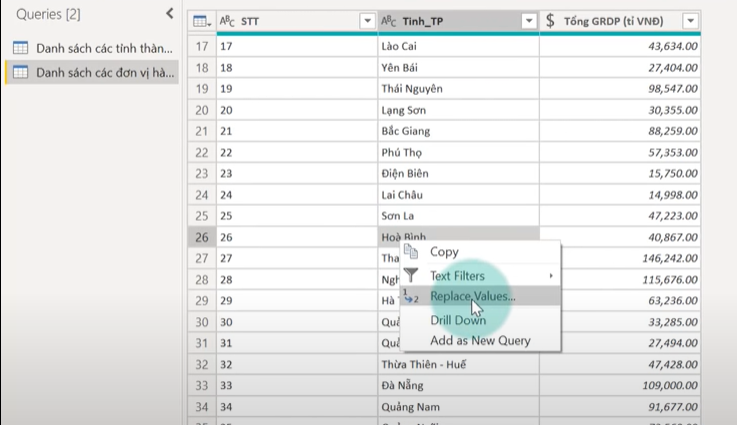 Queries [2]
Danh sách các tỉnh thàn...
Danh sách các đơn vị hà...
ABC STT ABC Tỉnh_TP $ Tổng GRDP (tỉ VNĐ)
17 17 Lào Cai 43,634.00
18 18 Yên Bái 27,404.00
19 19 Thái Nguyên 98,547.00
20 20 Lạng Sơn 30,355.00
21 21 Bắc Giang 88,259.00
22 22 Phú Thọ 57,353.00
23 23 Điện Biên 15,750.00
24 24 Lai Châu 14,998.00
25 25 Sơn La 47,223.00
26 26 Hoà Bình 40,867.00
27 27 Tha 146,242.00
28 28 Ngh 115,676.00
29 29 Hà 63,236.00
30 30 Quả 33,285.00
31 31 Quả 27,494.00
32 32 Thừa Thiên - Huế 47,428.00
33 33 Đà Nẵng 109,000.00
34 34 Quảng Nam 91,677.00
Copy
Text Filters
Replace Values...
Drill Down
Add as New Query